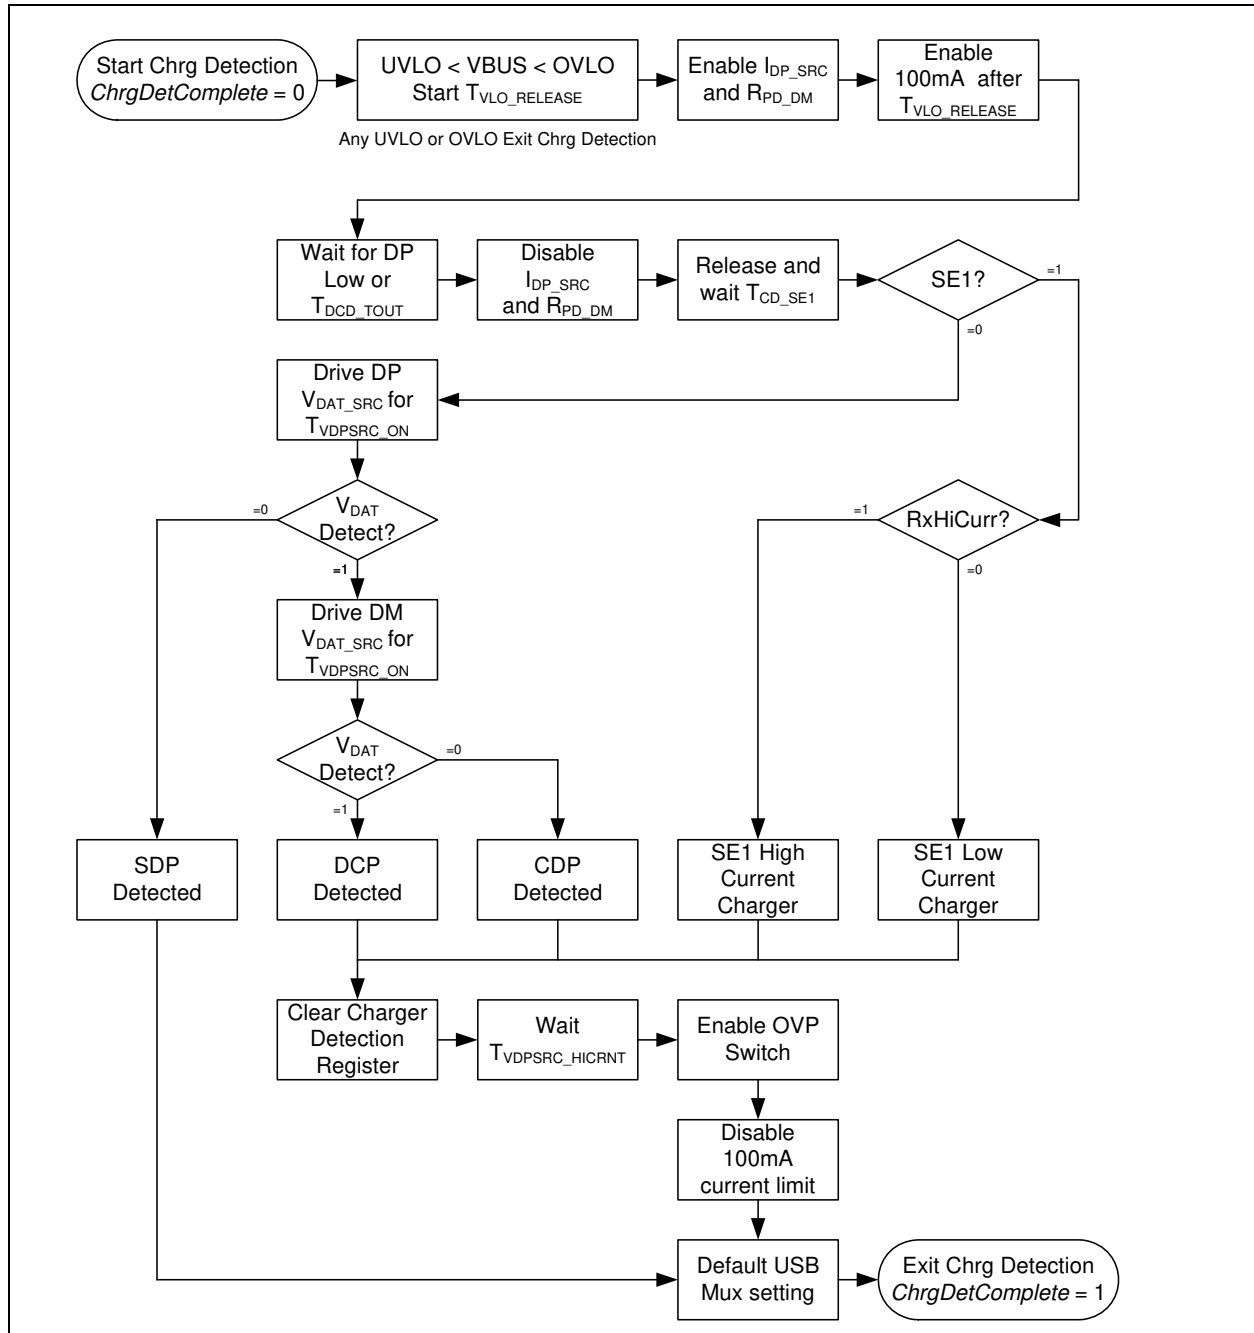 Start Chrg Detection
ChrgDetComplete = 0
UVLO < VBUS < OVLO
Start TVLO_RELEASE
Enable IDP_SRC
and RPD_DM
Enable
100mA after
TVLO_RELEASE
Any UVLO or OVLO Exit Chrg Detection
Wait for DP
Low or
TDCD_TOUT
Disable
IDP_SRC
and RPD_DM
Release and
wait TCD_SE1
SE1?
=1
=0
Drive DP
VDAT_SRC for
TVDPSRC_ON
=0
VDAT
Detect?
=1
=1
RxHiCurr?
=0
Drive DM
VDAT_SRC for
TVDPSRC_ON
VDAT
Detect?
=0
=1
SDP
Detected
DCP
Detected
CDP
Detected
SE1 High
Current
Charger
SE1 Low
Current
Charger
Clear Charger
Detection
Register
Wait
TVDPSRC_HICRNT
Enable OVP
Switch
Disable
100mA
current limit
Default USB
Mux setting
Exit Chrg Detection
ChrgDetComplete = 1